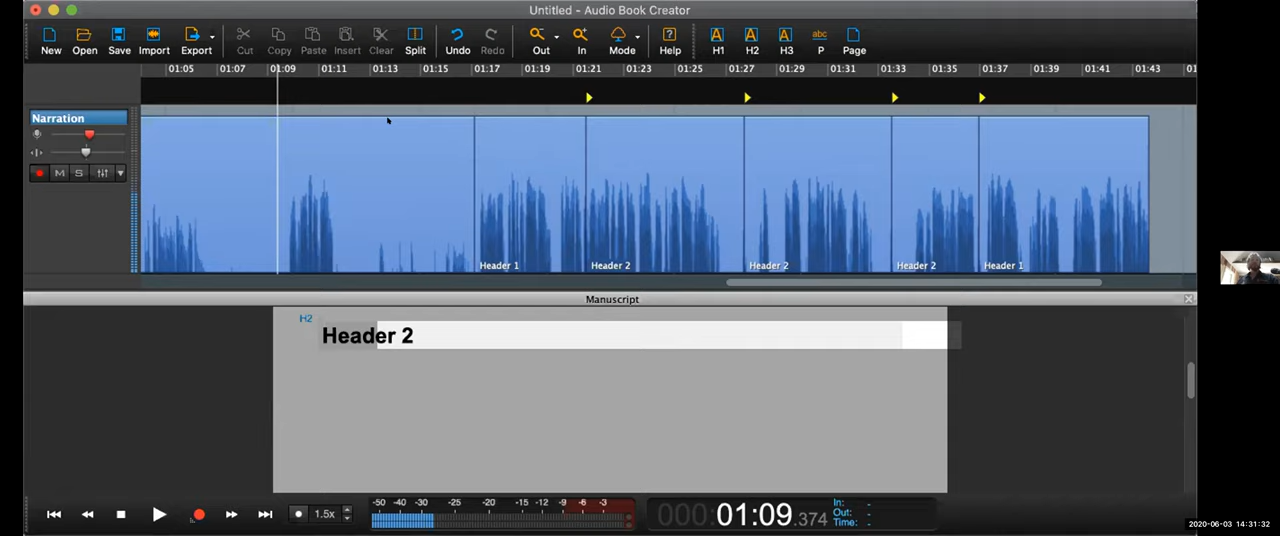 Untitled - Audio Book Creator
New Open Save Import Export Cut Copy Paste Insert Clear Split Undo Redo Out In Mode Help H1 H2 H3 P Page
A A A abc
01:05 01:07 01:09 01:11 01:13 01:15 01:17 01:19 01:21 01:23 01:25 01:27 01:29 01:31 01:33 01:35 01:37 01:39 01:41 01:43 01
Narration
M S
Header 1 Header 2 Header 2 Header 2 Header 1
Manuscript
H2
Header 2
1.5x
-50 -40 -30 -25 -20 -15 -12 -9 -6 -3
000:01:09.374
In: -
Out: -
Time: -
2020-06-03 14:31:32